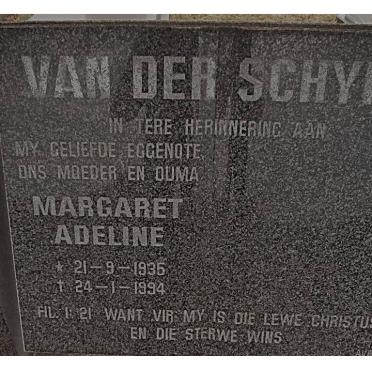 VAN DER SCHY
IN TERE HERINNERING AAN
MY GELIEFDE EGGENOTE,
ONS MOEDER EN OUMA
MARGARET
ADELINE
* 21-9-1935
† 24-1-1994
FIL. 1: 21 WANT VIR MY IS DIE LEWE CHRISTUS
EN DIE STERWE WINS